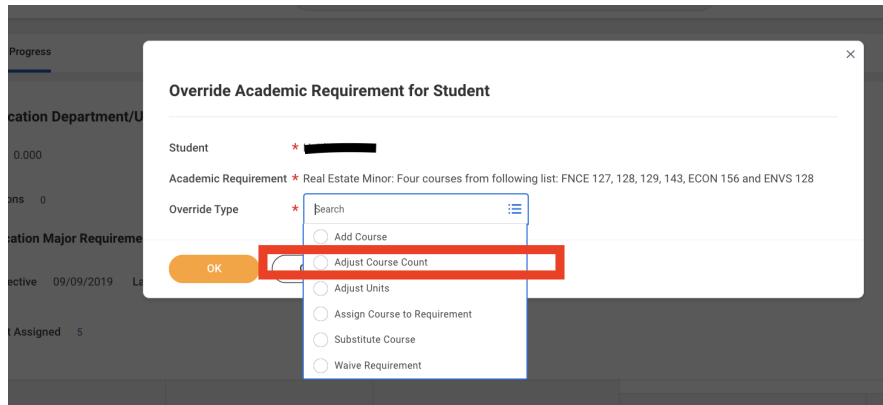 Progress
Override Academic Requirement for Student
cation Department/U
0.000
Student *
Academic Requirement * Real Estate Minor: Four courses from following list: FNCE 127, 128, 129, 143, ECON 156 and ENVS 128
ons 0
Override Type * Search
Add Course
cation Major Requireme
OK
Adjust Course Count
ective 09/09/2019 La
Adjust Units
Assign Course to Requirement
t Assigned 5
Substitute Course
Waive Requirement